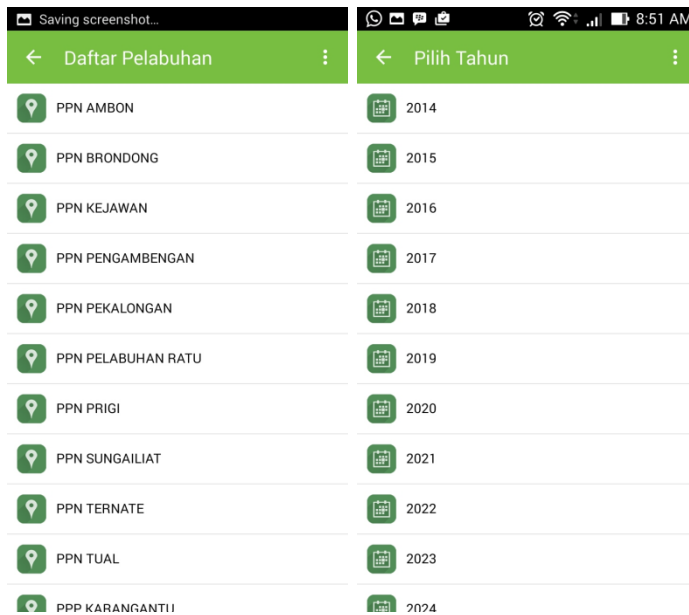 Saving screenshot...
Daftar Pelabuhan
PPN AMBON
PPN BRONDONG
PPN KEJAWAN
PPN PENGAMBENGAN
PPN PEKALONGAN
PPN PELABUHAN RATU
PPN PRIGI
PPN SUNGAILIAT
PPN TERNATE
PPN TUAL
PPP KARANGANTU
8:51 AM
Pilih Tahun
2014
2015
2016
2017
2018
2019
2020
2021
2022
2023
2024